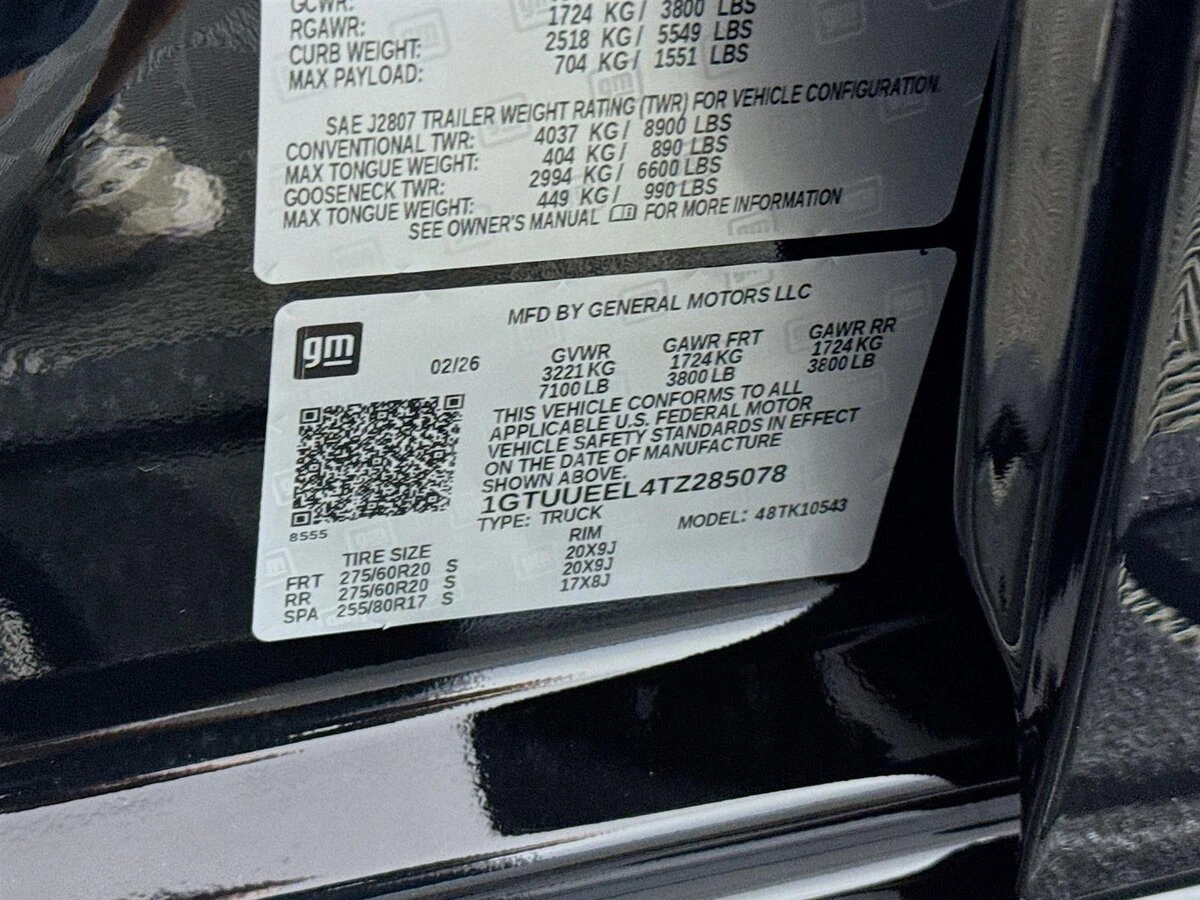 GCWR:
RGAWR: 1724 KG/ 3800 LBS
CURB WEIGHT: 2518 KG/ 5549 LBS
MAX PAYLOAD: 704 KG/ 1551 LBS
SAE J2807 TRAILER WEIGHT RATING (TWR) FOR VEHICLE CONFIGURATION.
CONVENTIONAL TWR: 4037 KG/ 8900 LBS
MAX TONGUE WEIGHT: 404 KG/ 890 LBS
GOOSENECK TWR: 2994 KG/ 6600 LBS
MAX TONGUE WEIGHT: 449 KG/ 990 LBS
SEE OWNER'S MANUAL FOR MORE INFORMATION
MFD BY GENERAL MOTORS LLC
gm
02/26
GVWR GAWR FRT GAWR RR
3221 KG 1724 KG 1724 KG
7100 LB 3800 LB 3800 LB
THIS VEHICLE CONFORMS TO ALL
APPLICABLE U.S. FEDERAL MOTOR
VEHICLE SAFETY STANDARDS IN EFFECT
ON THE DATE OF MANUFACTURE
SHOWN ABOVE.
1GTUUEEL4TZ285078
TYPE: TRUCK MODEL: 48TK10543
8555
TIRE SIZE RIM
FRT 275/60R20 S 20X9J
RR 275/60R20 S 20X9J
SPA 255/80R17 S 17X8J